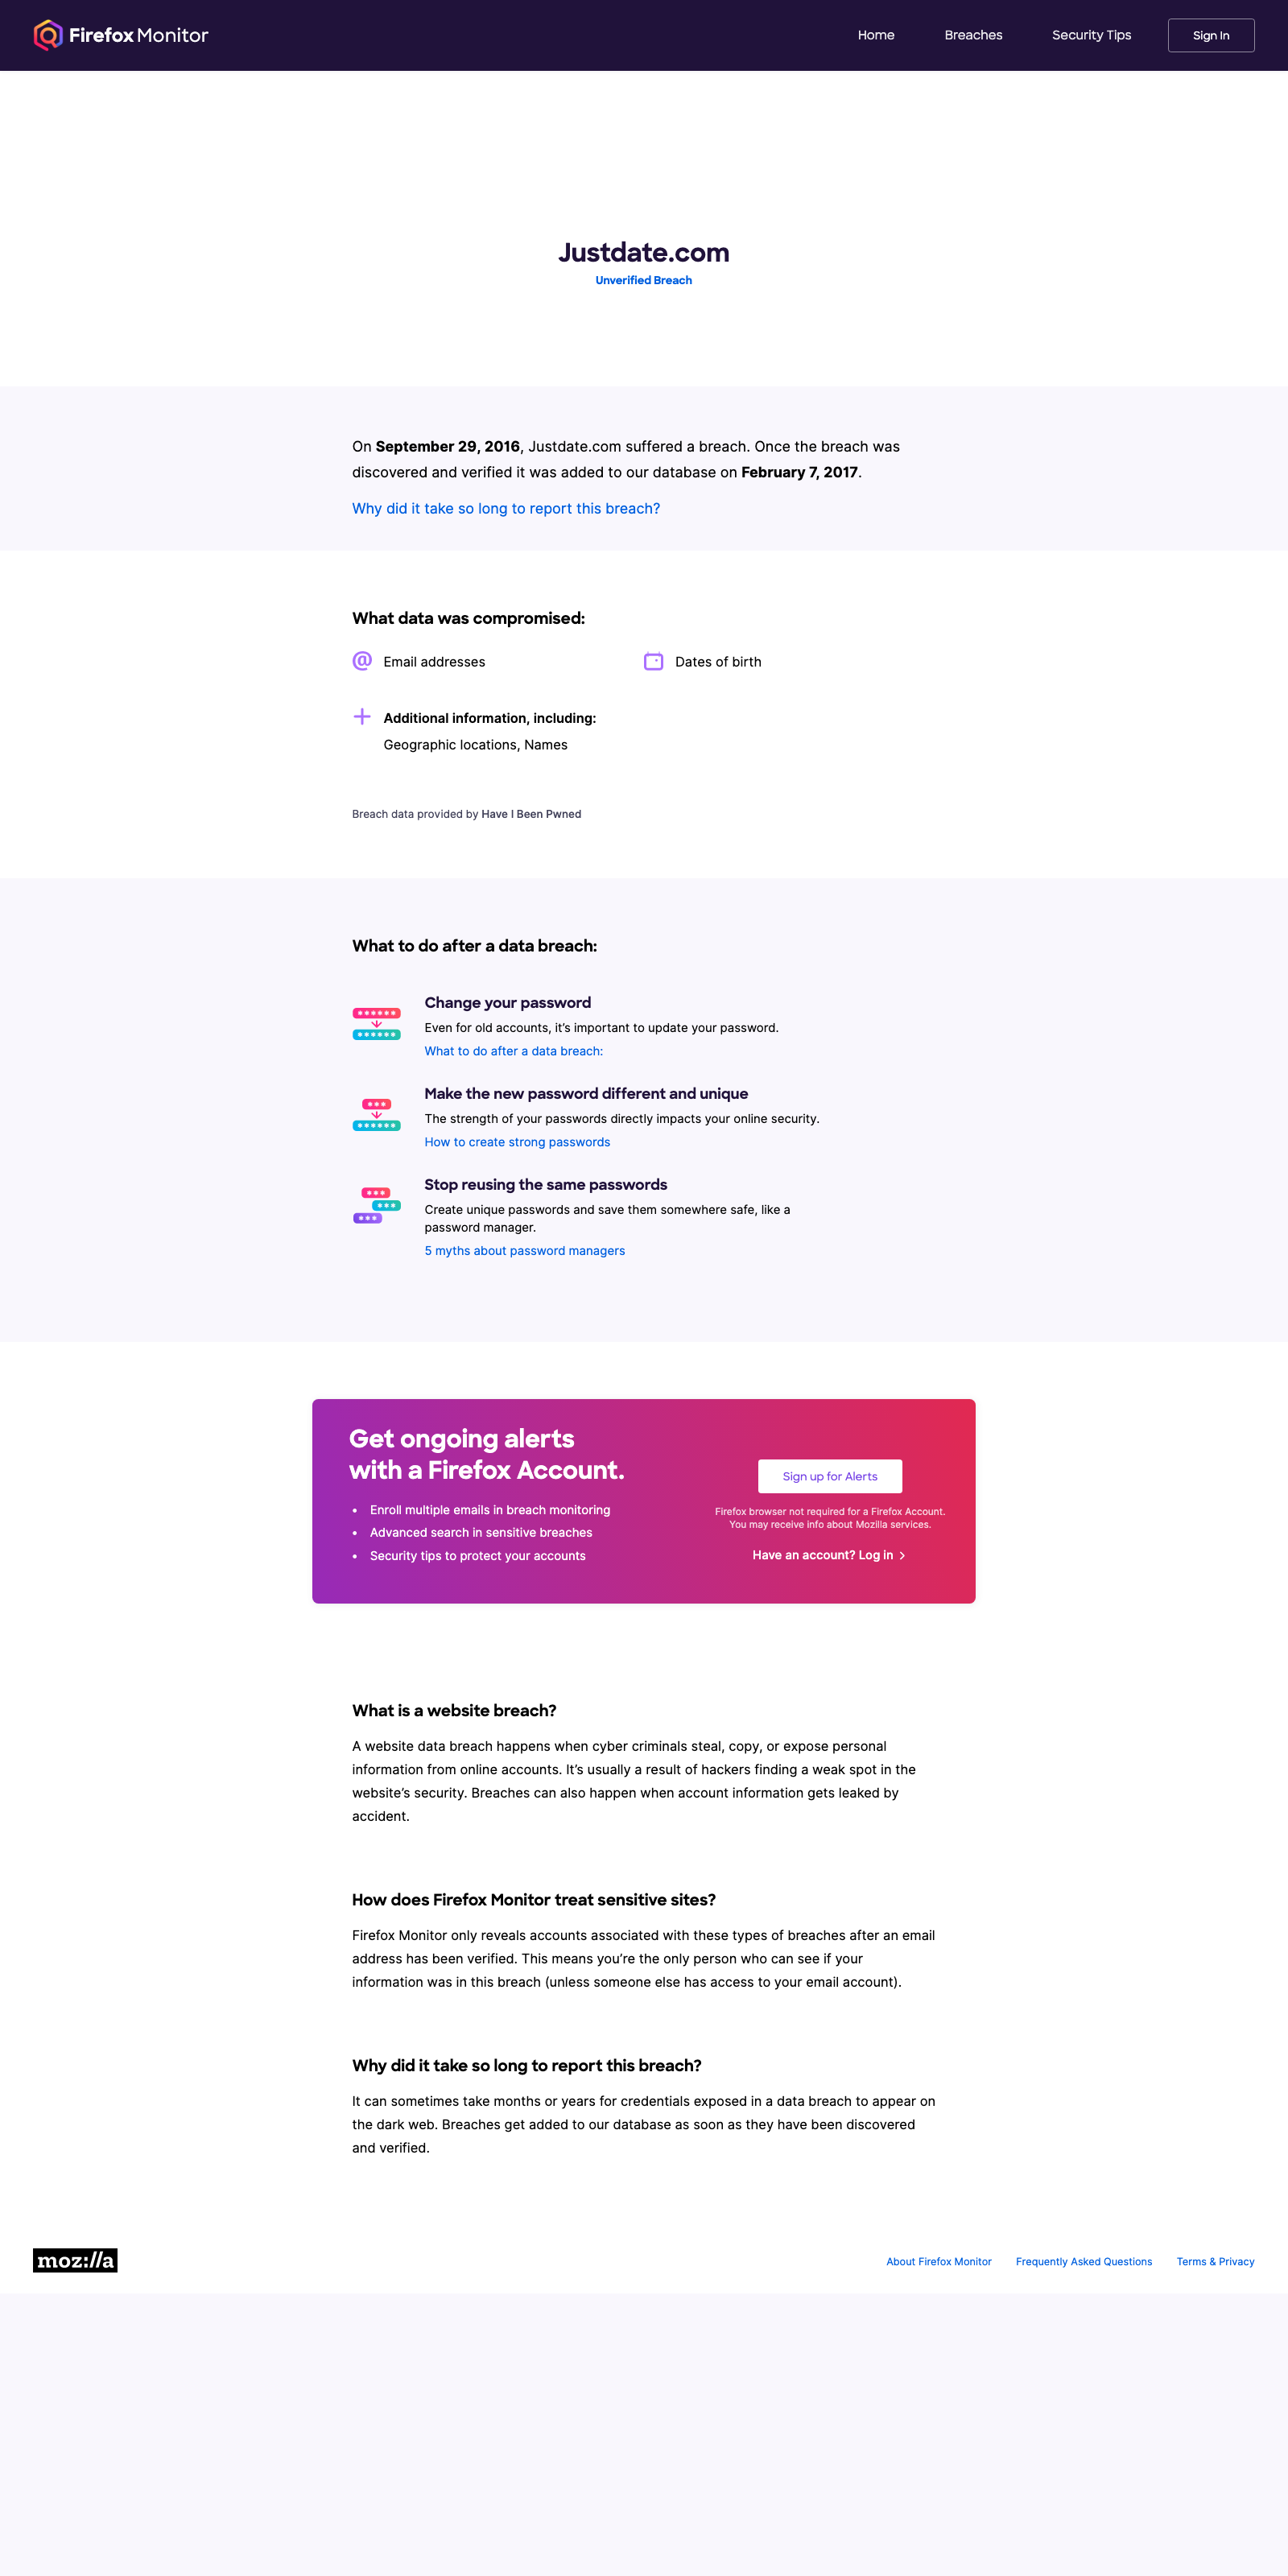 Firefox Monitor
Home
Breaches
Security Tips
Sign In
Justdate.com
Unverified Breach
On September 29, 2016, Justdate.com suffered a breach. Once the breach was
discovered and verified it was added to our database on February 7, 2017.
Why did it take so long to report this breach?
What data was compromised:
Email addresses
Dates of birth
Additional information, including:
Geographic locations, Names
Breach data provided by Have I Been Pwned
What to do after a data breach:
Change your password
Even for old accounts, it’s important to update your password.
What to do after a data breach:
Make the new password different and unique
The strength of your passwords directly impacts your online security.
How to create strong passwords
Stop reusing the same passwords
Create unique passwords and save them somewhere safe, like a
password manager.
5 myths about password managers
Get ongoing alerts
with a Firefox Account.
• Enroll multiple emails in breach monitoring
• Advanced search in sensitive breaches
• Security tips to protect your accounts
Sign up for Alerts
Firefox browser not required for a Firefox Account.
You may receive info about Mozilla services.
Have an account? Log in
What is a website breach?
A website data breach happens when cyber criminals steal, copy, or expose personal
information from online accounts. It’s usually a result of hackers finding a weak spot in the
website’s security. Breaches can also happen when account information gets leaked by
accident.
How does Firefox Monitor treat sensitive sites?
Firefox Monitor only reveals accounts associated with these types of breaches after an email
address has been verified. This means you’re the only person who can see if your
information was in this breach (unless someone else has access to your email account).
Why did it take so long to report this breach?
It can sometimes take months or years for credentials exposed in a data breach to appear on
the dark web. Breaches get added to our database as soon as they have been discovered
and verified.
moz://a
About Firefox Monitor
Frequently Asked Questions
Terms & Privacy